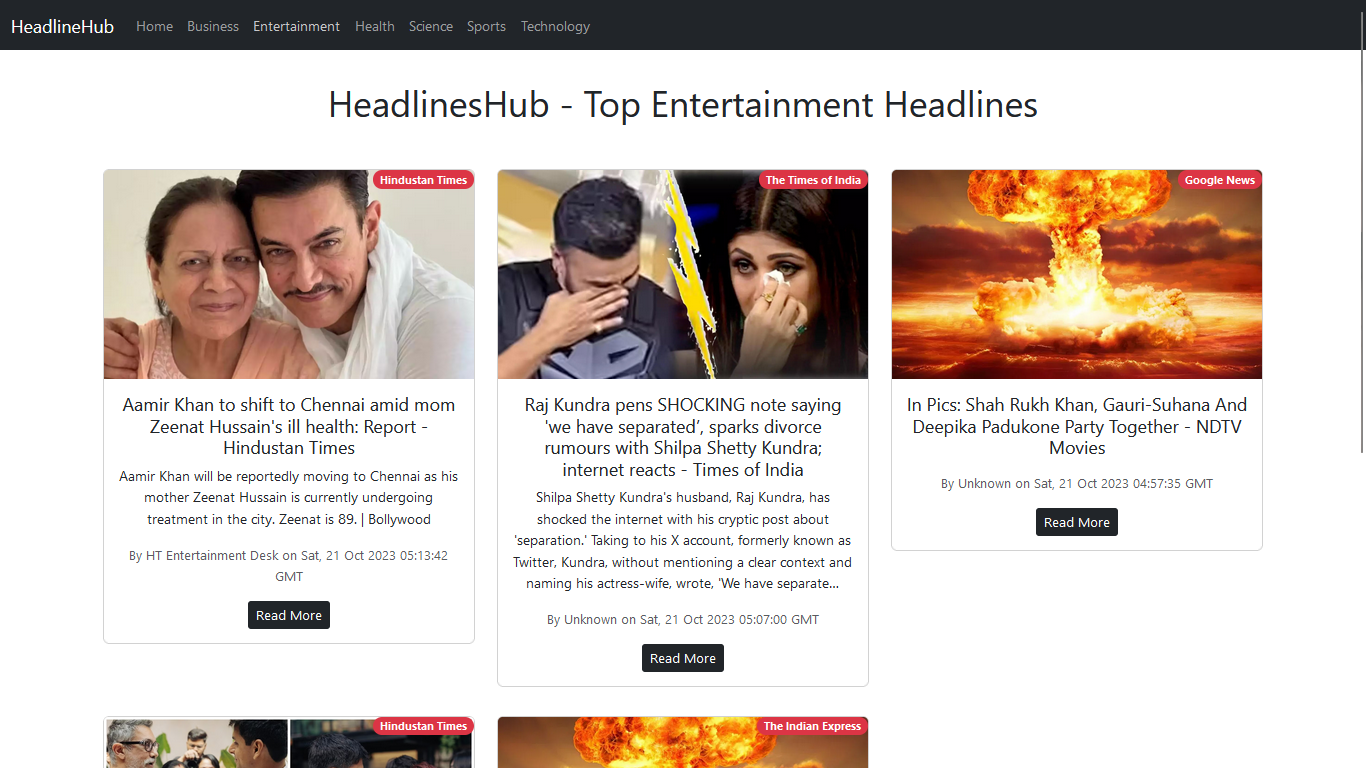 HeadlineHub Home Business Entertainment Health Science Sports Technology
HeadlinesHub - Top Entertainment Headlines
Hindustan Times
Aamir Khan to shift to Chennai amid mom
Zeenat Hussain's ill health: Report -
Hindustan Times
Aamir Khan will be reportedly moving to Chennai as his
mother Zeenat Hussain is currently undergoing
treatment in the city. Zeenat is 89. | Bollywood
By HT Entertainment Desk on Sat, 21 Oct 2023 05:13:42
GMT
Read More
The Times of India
Raj Kundra pens SHOCKING note saying
'we have separated’, sparks divorce
rumours with Shilpa Shetty Kundra;
internet reacts - Times of India
Shilpa Shetty Kundra's husband, Raj Kundra, has
shocked the internet with his cryptic post about
'separation.' Taking to his X account, formerly known as
Twitter, Kundra, without mentioning a clear context and
naming his actress-wife, wrote, 'We have separate…
By Unknown on Sat, 21 Oct 2023 05:07:00 GMT
Read More
Google News
In Pics: Shah Rukh Khan, Gauri-Suhana And
Deepika Padukone Party Together - NDTV
Movies
By Unknown on Sat, 21 Oct 2023 04:57:35 GMT
Read More
Hindustan Times
The Indian Express